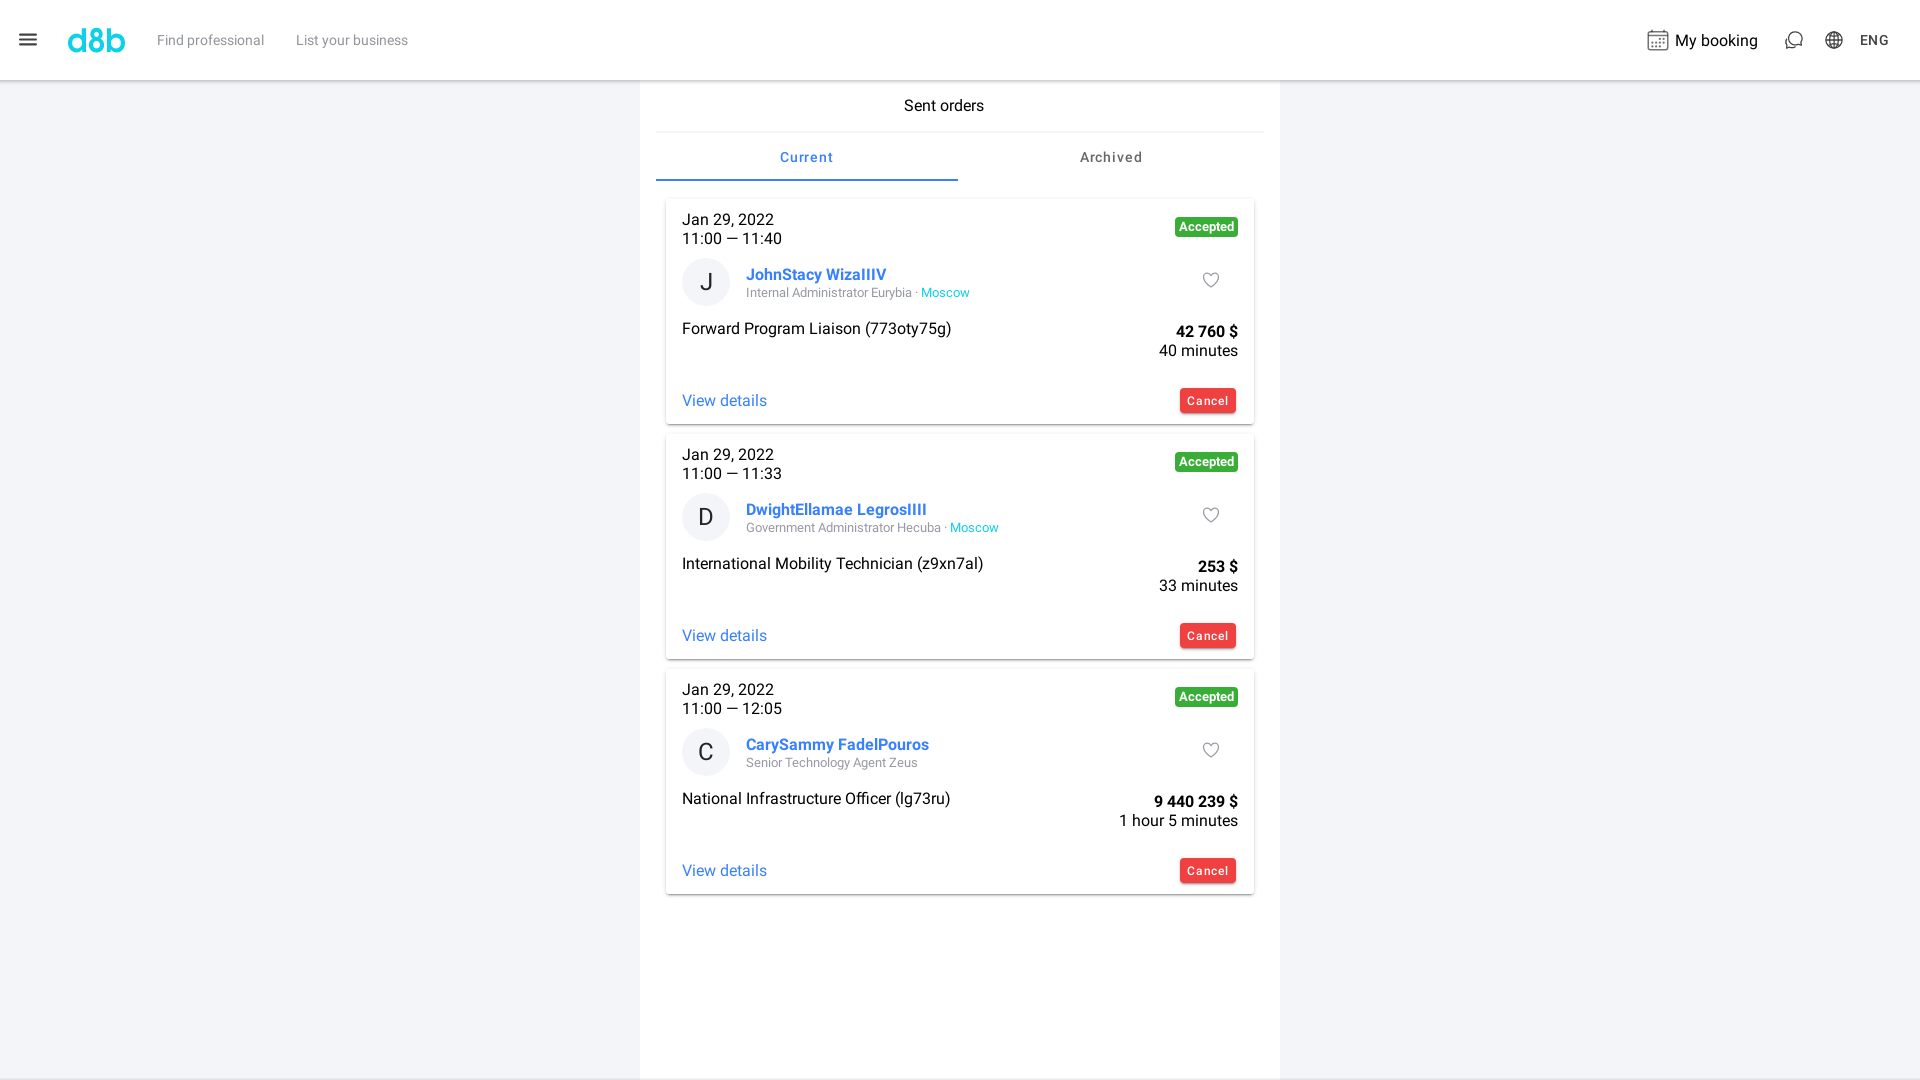 d8b
Find professional
List your business
My booking
ENG
Sent orders
Current
Archived
Jan 29, 2022
11:00 — 11:40
Accepted
J
JohnStacy WizaIIIV
Internal Administrator Eurybia · Moscow
Forward Program Liaison (773oty75g)
42 760 $
40 minutes
View details
Cancel
Jan 29, 2022
11:00 — 11:33
Accepted
D
DwightEllamae LegrosIIII
Government Administrator Hecuba · Moscow
International Mobility Technician (z9xn7al)
253 $
33 minutes
View details
Cancel
Jan 29, 2022
11:00 — 12:05
Accepted
C
CarySammy FadelPouros
Senior Technology Agent Zeus
National Infrastructure Officer (lg73ru)
9 440 239 $
1 hour 5 minutes
View details
Cancel